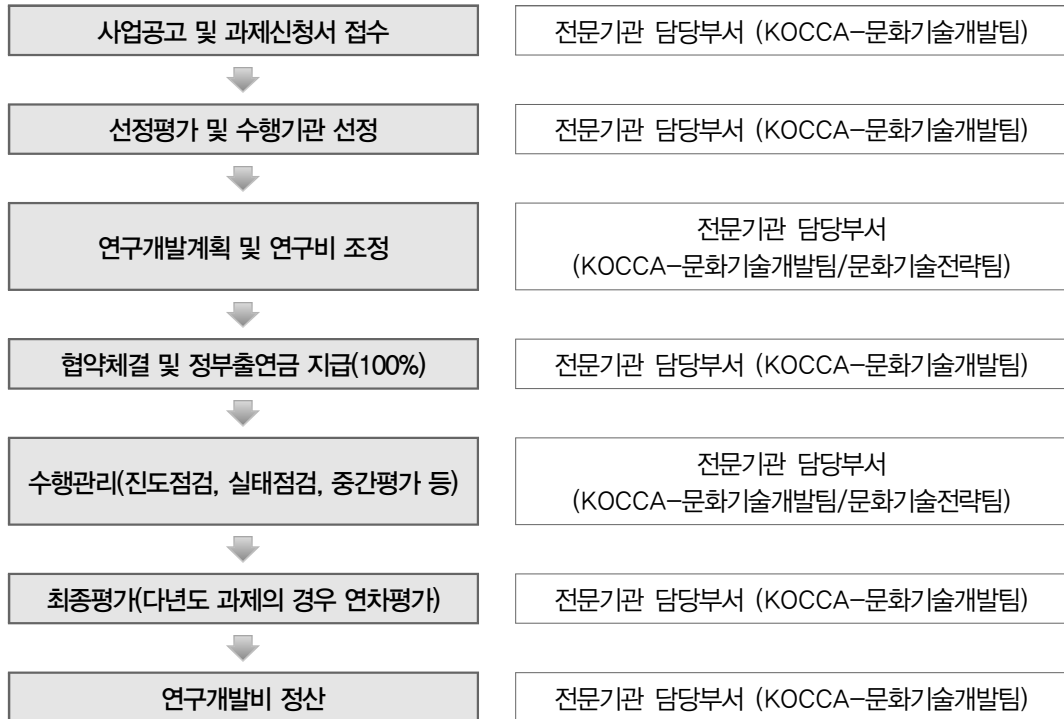 사업공고 및 과제신청서 접수
전문기관 담당부서 (KOCCA-문화기술개발팀)
선정평가 및 수행기관 선정
전문기관 담당부서 (KOCCA-문화기술개발팀)
연구개발계획 및 연구비 조정
전문기관 담당부서
(KOCCA-문화기술개발팀/문화기술전략팀)
협약체결 및 정부출연금 지급(100%)
전문기관 담당부서 (KOCCA-문화기술개발팀)
수행관리(진도점검, 실태점검, 중간평가 등)
전문기관 담당부서
(KOCCA-문화기술개발팀/문화기술전략팀)
최종평가(다년도 과제의 경우 연차평가)
전문기관 담당부서 (KOCCA-문화기술개발팀)
연구개발비 정산
전문기관 담당부서 (KOCCA-문화기술개발팀)